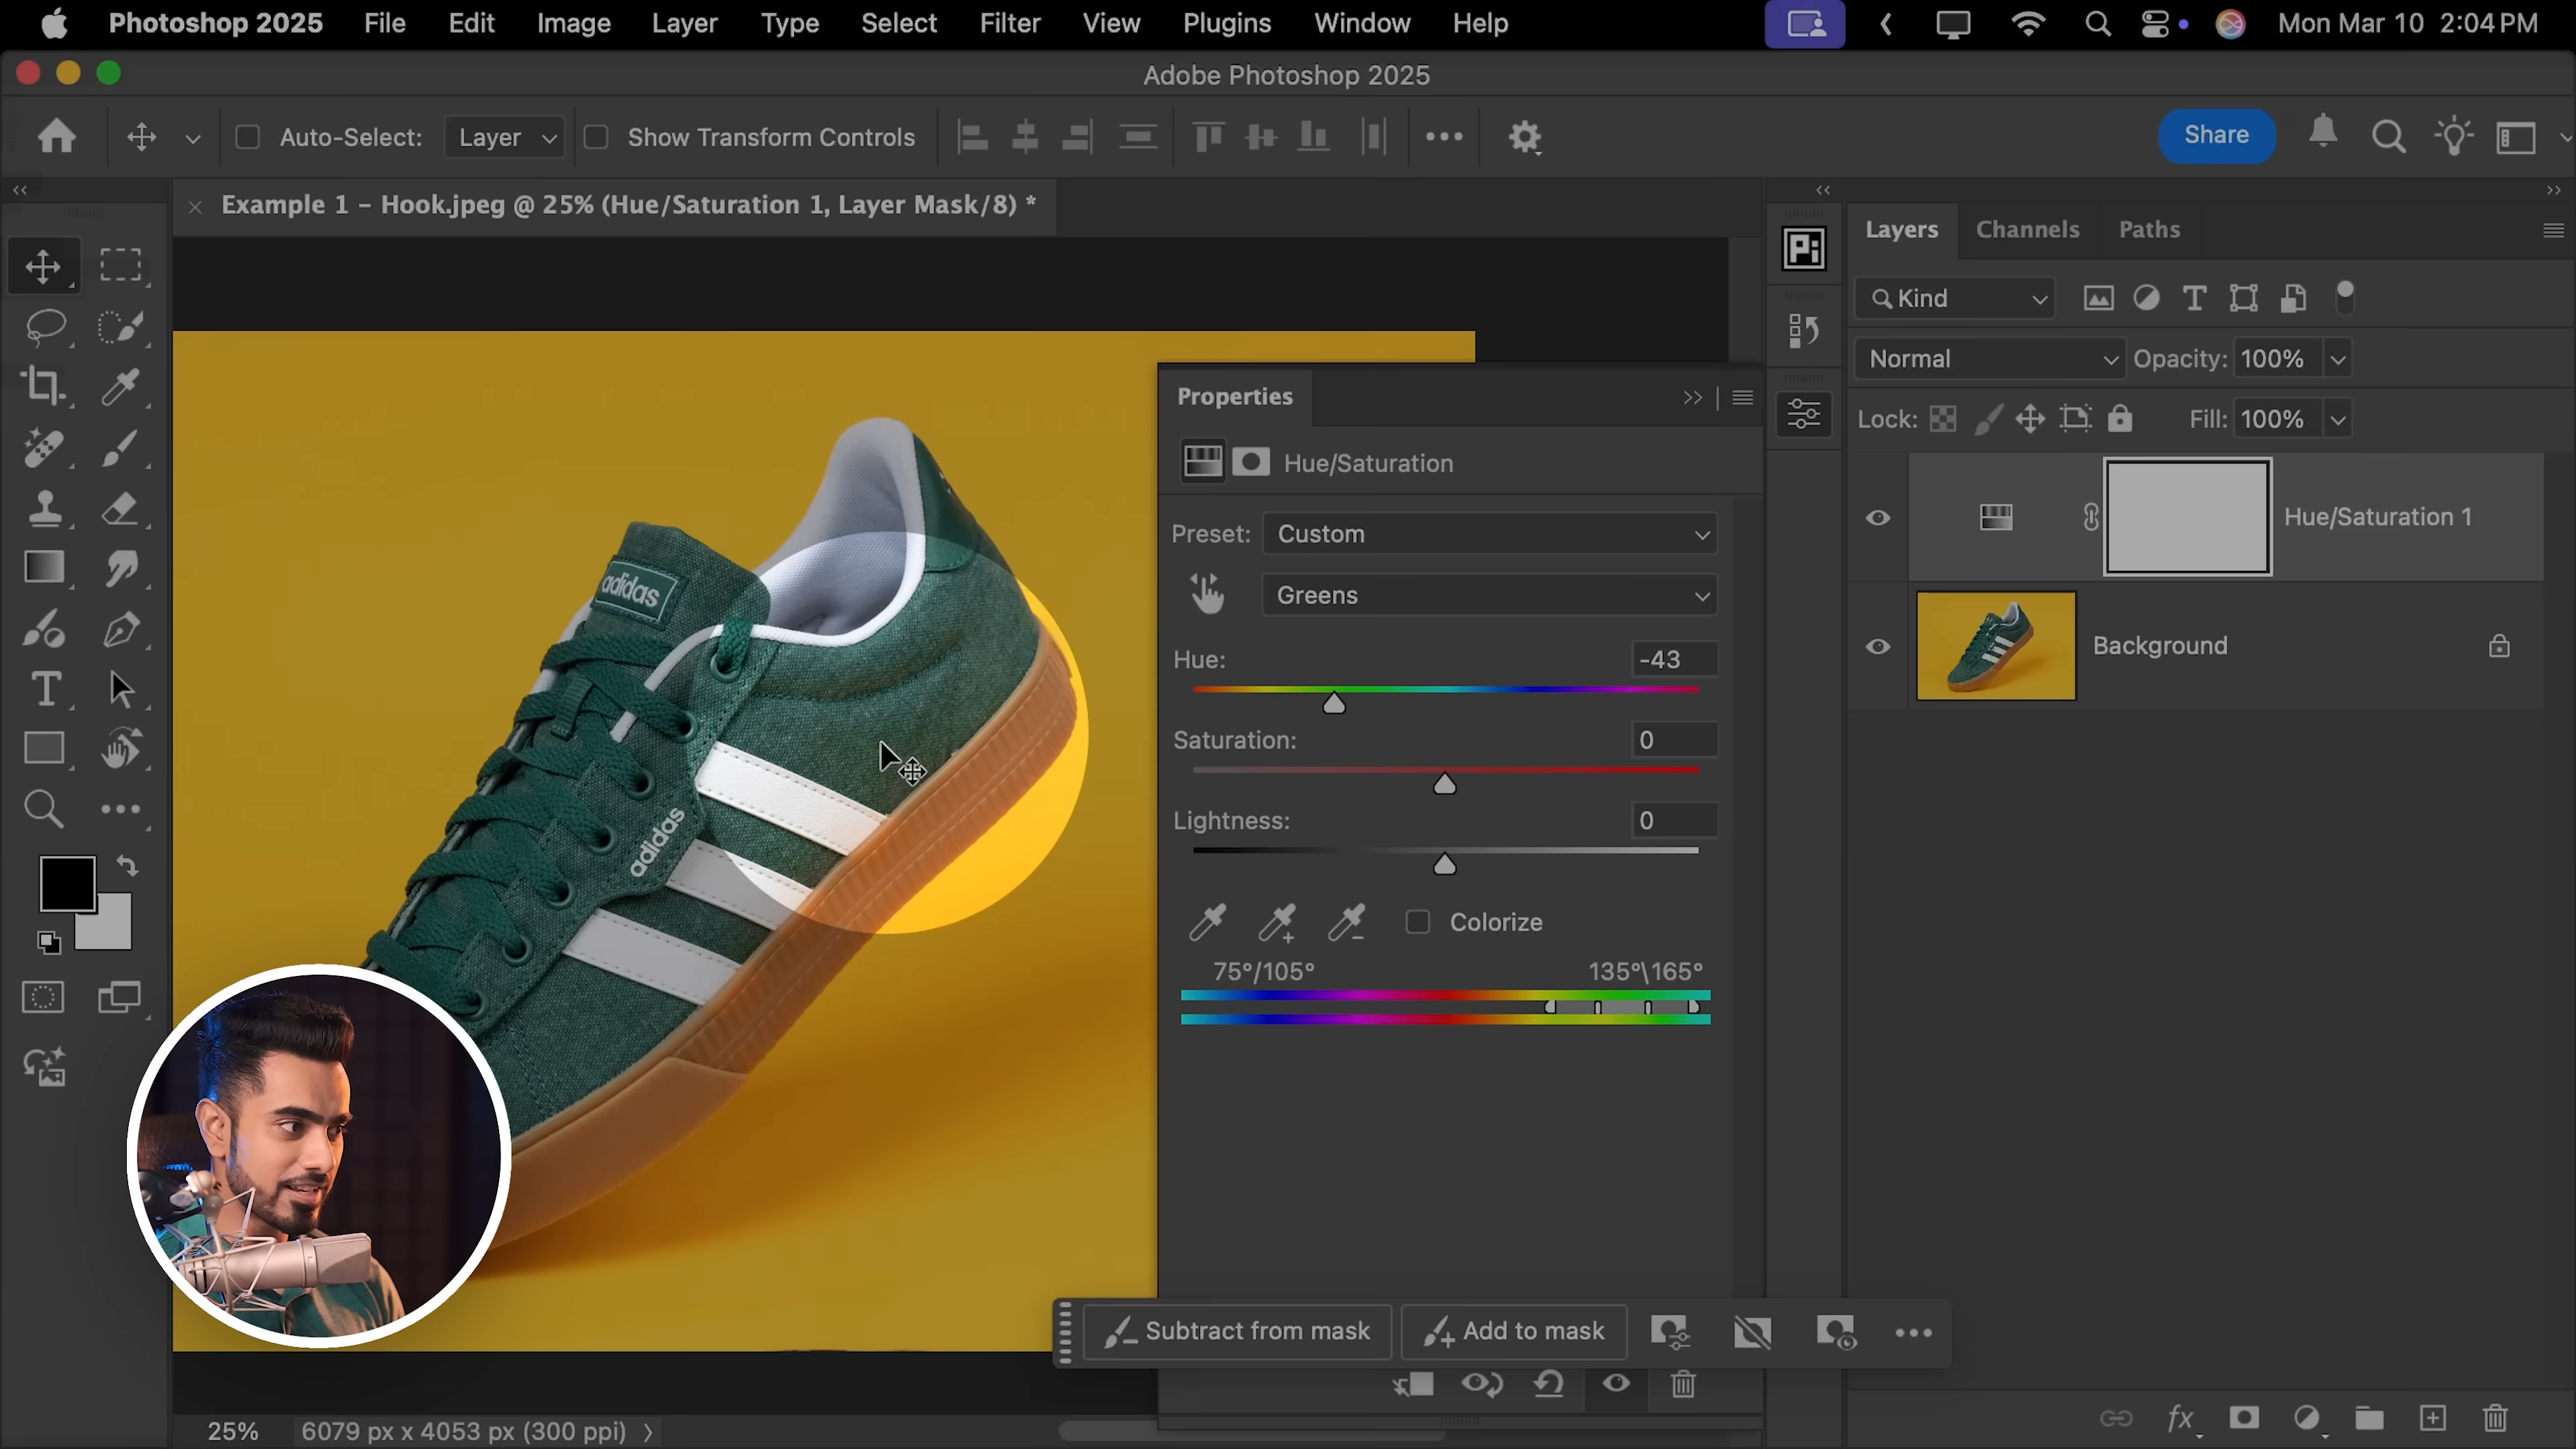 Photoshop 2025 File Edit Image Layer Type Select Filter View Plugins Window Help Mon Mar 10 2:04 PM
Adobe Photoshop 2025
Auto-Select: Layer Show Transform Controls Share
Example 1 – Hook.jpeg @ 25% (Hue/Saturation 1, Layer Mask/8) *
adidas
adidas
Properties
Hue/Saturation
Preset: Custom
Greens
Hue: -43
Saturation: 0
Lightness: 0
Colorize
75°/105° 135°\165°
Subtract from mask Add to mask
Pi
Layers Channels Paths
Kind
Normal Opacity: 100%
Lock: Fill: 100%
Hue/Saturation 1
Background
fx
25% 6079 px x 4053 px (300 ppi)